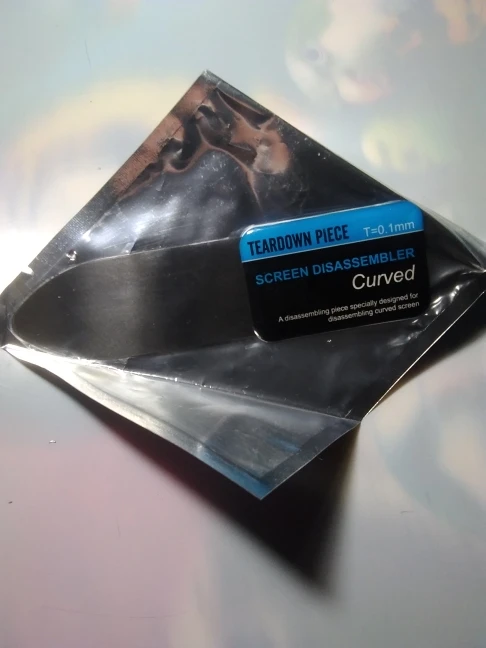 TEARDOWN PIECE T=0.1mm
SCREEN DISASSEMBLER
Curved
A disassembling piece specially designed for
disassembling curved screen